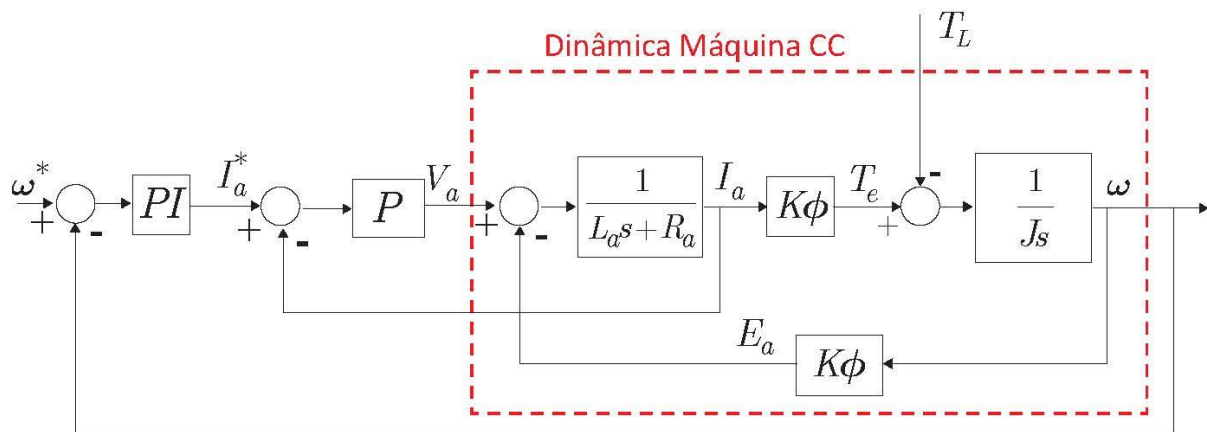 Dinâmica Máquina CC
T_L
ω*
+
-
PI
I_a^*
+
-
P
V_a
+
-
1
L_a s + R_a
I_a
Kϕ
T_e
+
-
1
Js
ω
E_a
Kϕ